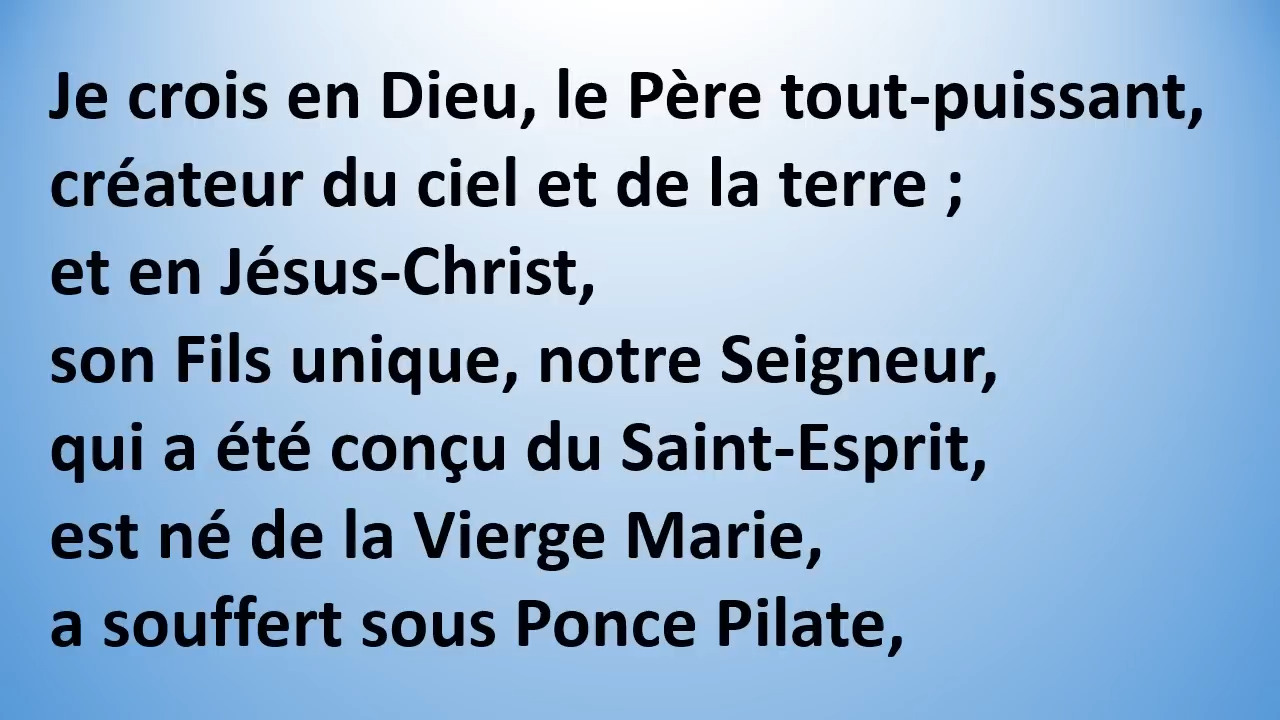 Je crois en Dieu, le Père tout-puissant,
créateur du ciel et de la terre ;
et en Jésus-Christ,
son Fils unique, notre Seigneur,
qui a été conçu du Saint-Esprit,
est né de la Vierge Marie,
a souffert sous Ponce Pilate,